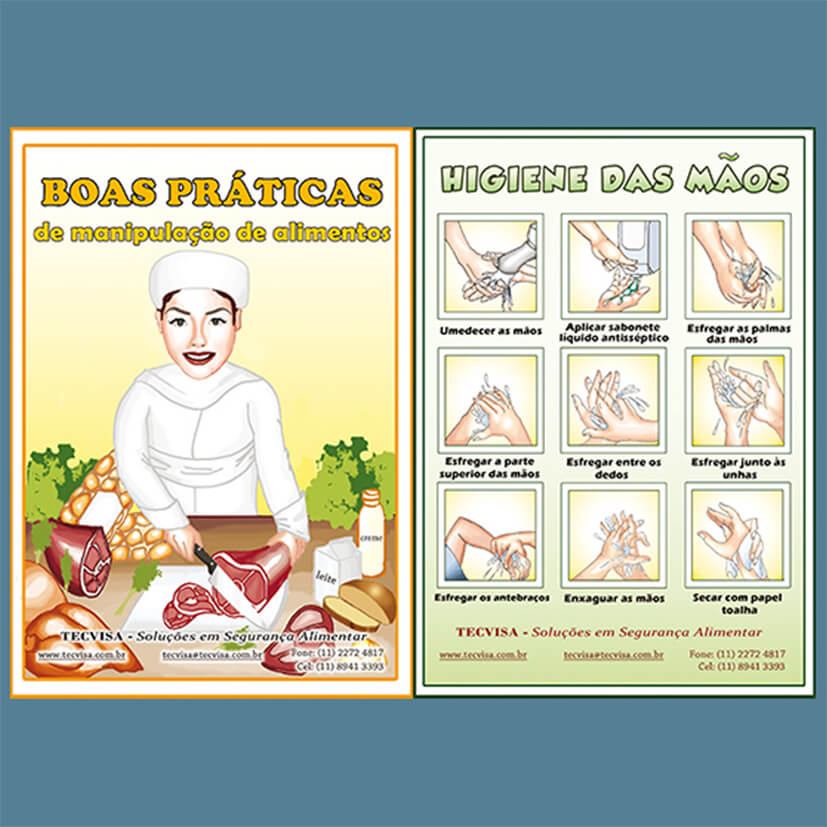 BOAS PRÁTICAS
de manipulação de alimentos
creme
leite
TECVISA - Soluções em Segurança Alimentar
www.tecvisa.com.br tecvisa@tecvisa.com.br Fone: (11) 2272 4817
Cel: (11) 8941 3393
HIGIENE DAS MÃOS
Umedecer as mãos
Aplicar sabonete
líquido antisséptico
Esfregar as palmas
das mãos
Esfregar a parte
superior das mãos
Esfregar entre os
dedos
Esfregar junto às
unhas
Esfregar os antebraços
Enxaguar as mãos
Secar com papel
toalha
TECVISA - Soluções em Segurança Alimentar
www.tecvisa.com.br tecvisa@tecvisa.com.br Fone: (11) 2272 4817
Cel: (11) 8941 3393